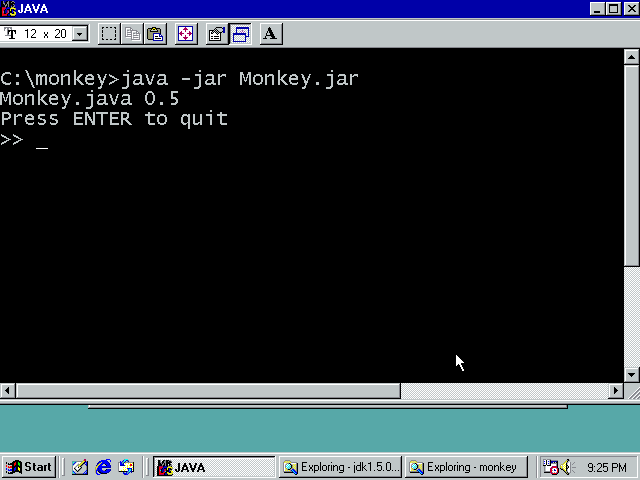 JAVA
12 x 20
A
C:\monkey>java -jar Monkey.jar
Monkey.java 0.5
Press ENTER to quit
>> _
Start
JAVA
Exploring - jdk1.5.0...
Exploring - monkey
9:25 PM